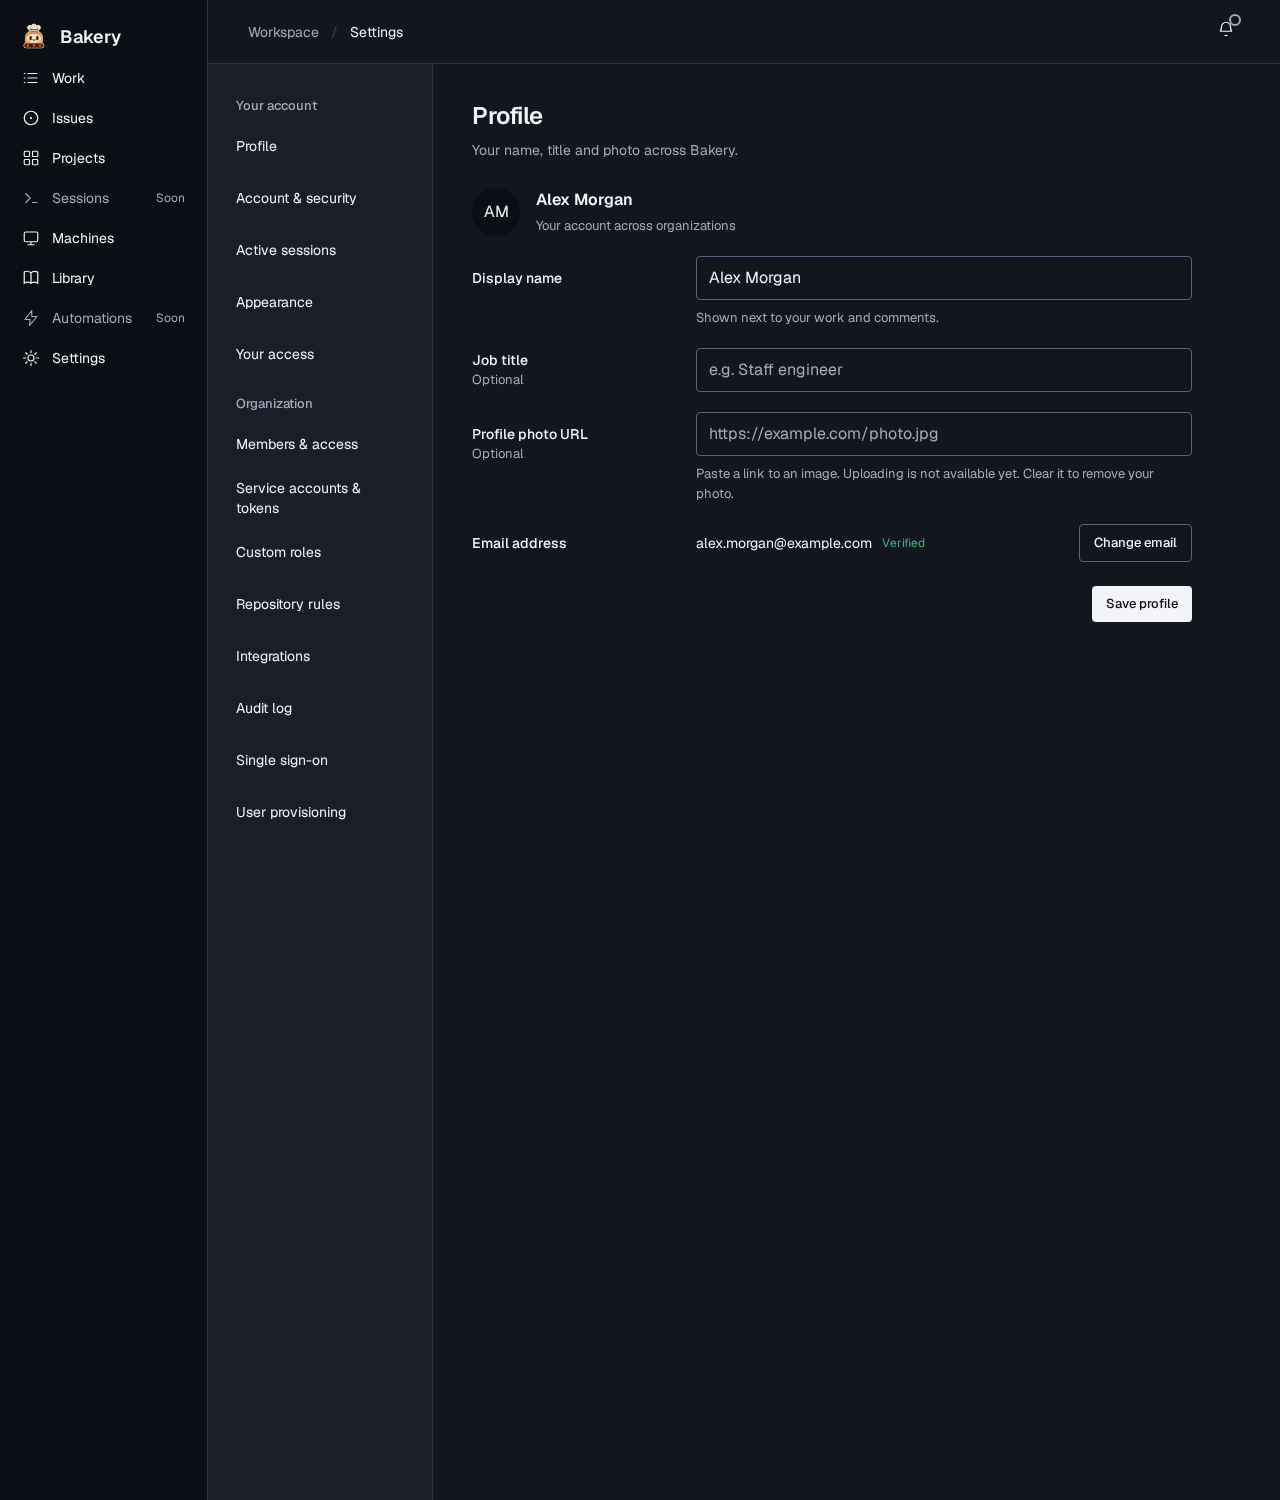 Bakery
Work
Issues
Projects
Sessions Soon
Machines
Library
Automations Soon
Settings
Workspace / Settings
Your account
Profile
Account & security
Active sessions
Appearance
Your access
Organization
Members & access
Service accounts &
tokens
Custom roles
Repository rules
Integrations
Audit log
Single sign-on
User provisioning
Profile
Your name, title and photo across Bakery.
AM
Alex Morgan
Your account across organizations
Display name
Alex Morgan
Shown next to your work and comments.
Job title
Optional
e.g. Staff engineer
Profile photo URL
Optional
https://example.com/photo.jpg
Paste a link to an image. Uploading is not available yet. Clear it to remove your
photo.
Email address
alex.morgan@example.com Verified
Change email
Save profile